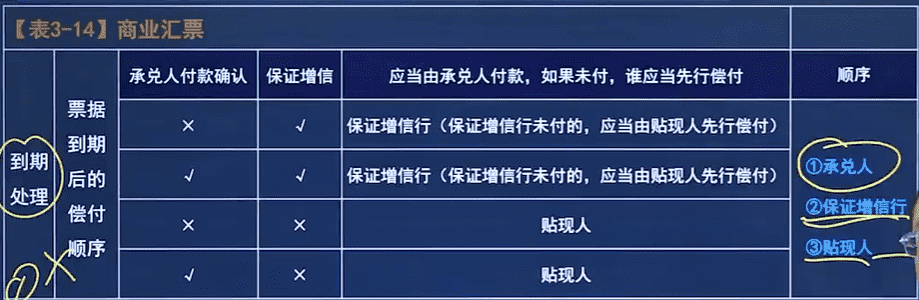 【表3-14】商业汇票
承兑人付款确认 保证增信 应当由承兑人付款，如果未付，谁应当先行偿付 顺序
到期处理
票据到期后的偿付顺序
× √ 保证增信行（保证增信行未付的，应当由贴现人先行偿付）
√ √ 保证增信行（保证增信行未付的，应当由贴现人先行偿付）
× × 贴现人
√ × 贴现人
①承兑人
②保证增信行
③贴现人